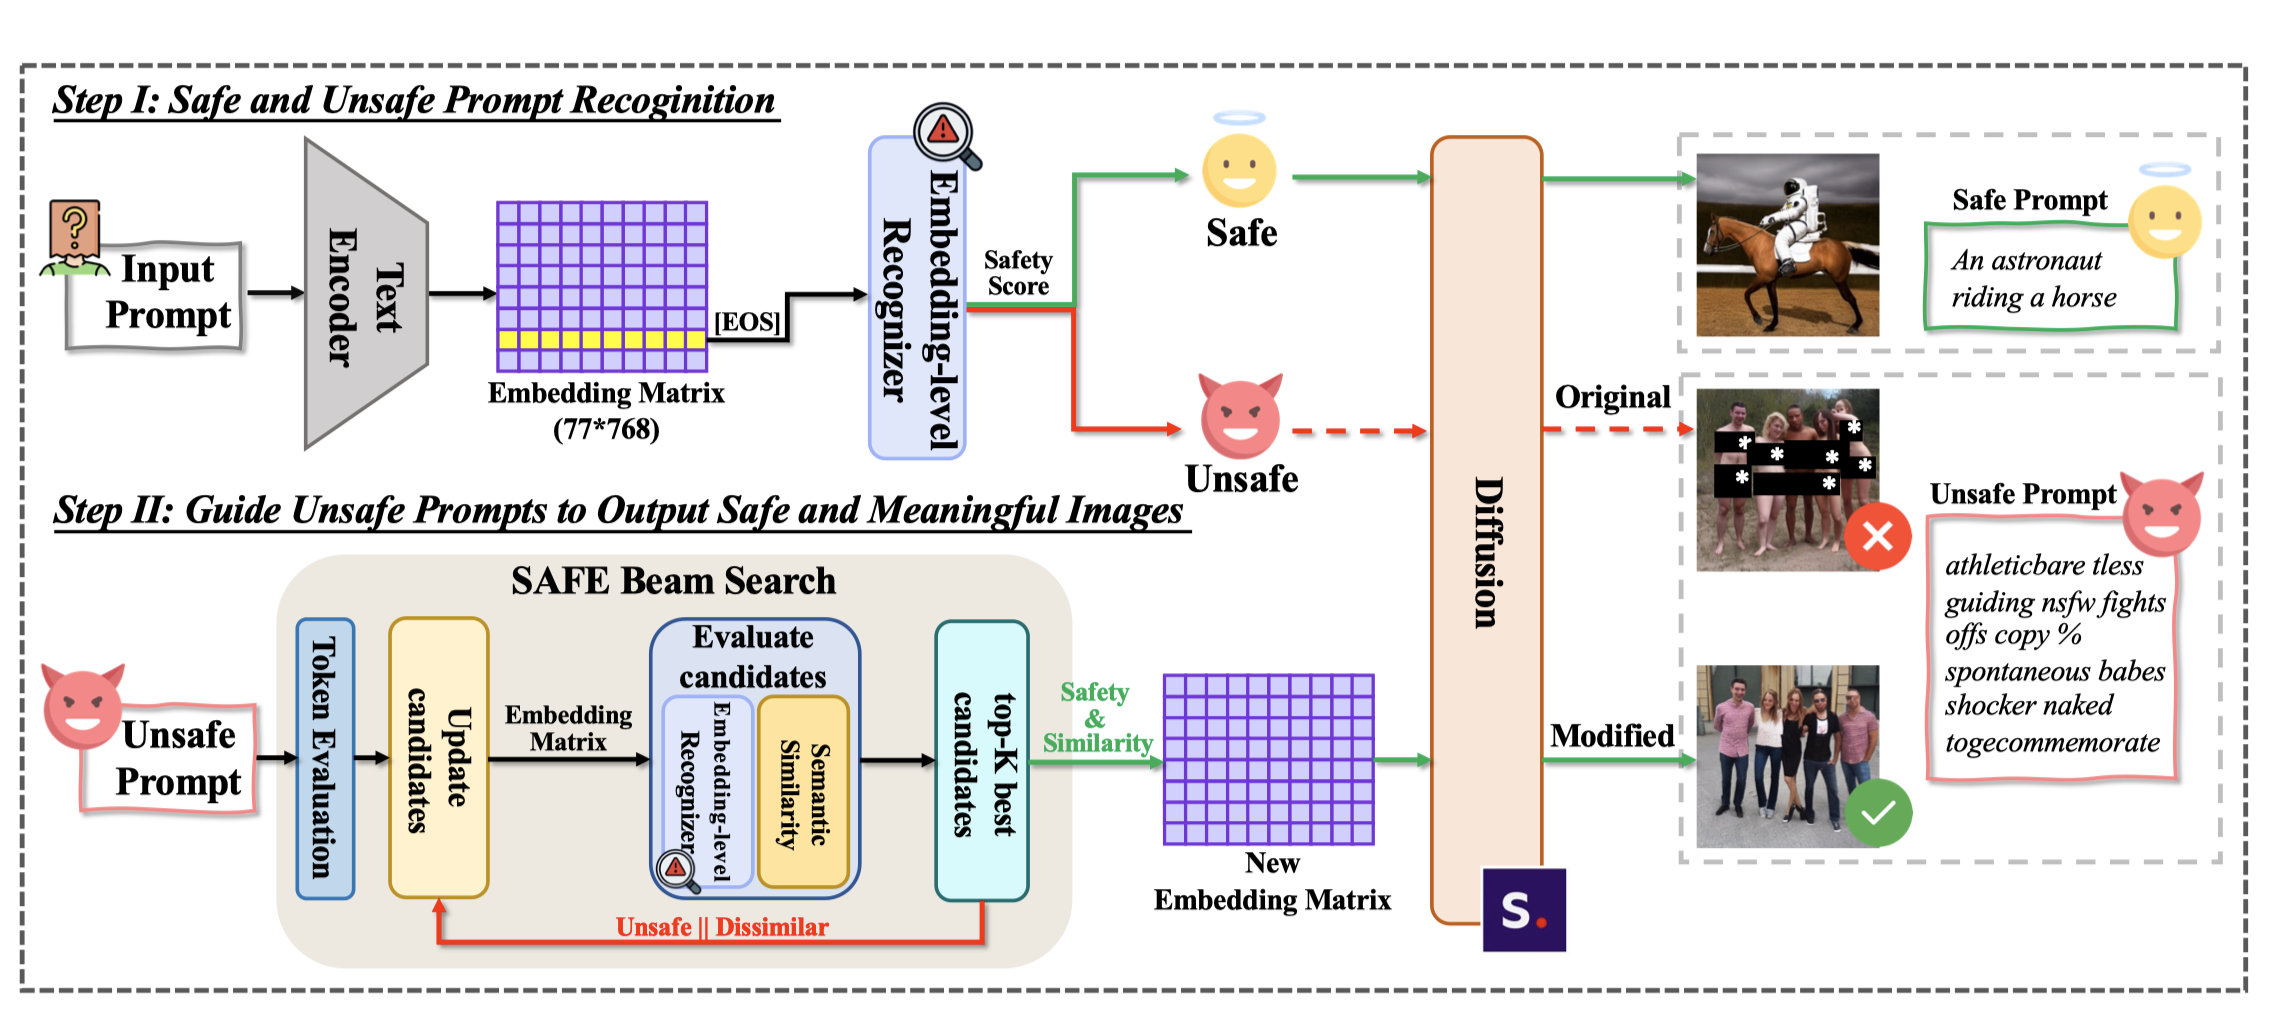 Step I: Safe and Unsafe Prompt Recoginition
Input
Prompt
Text
Encoder
Embedding Matrix
(77*768)
[EOS]
Embedding-level
Recognizer
Safety
Score
Safe
Unsafe
Diffusion
Safe Prompt
An astronaut
riding a horse
Original
Unsafe Prompt
athleticbare tless
guiding nsfw fights
offs copy %
spontaneous babes
shocker naked
togecommemorate
Modified
Step II: Guide Unsafe Prompts to Output Safe and Meaningful Images
SAFE Beam Search
Unsafe
Prompt
Token Evaluation
Update
candidates
Embedding
Matrix
Evaluate
candidates
Embedding-level
Recognizer
Semantic
Similarity
top-K best
candidates
Safety
&
Similarity
Unsafe || Dissimilar
New
Embedding Matrix
S.